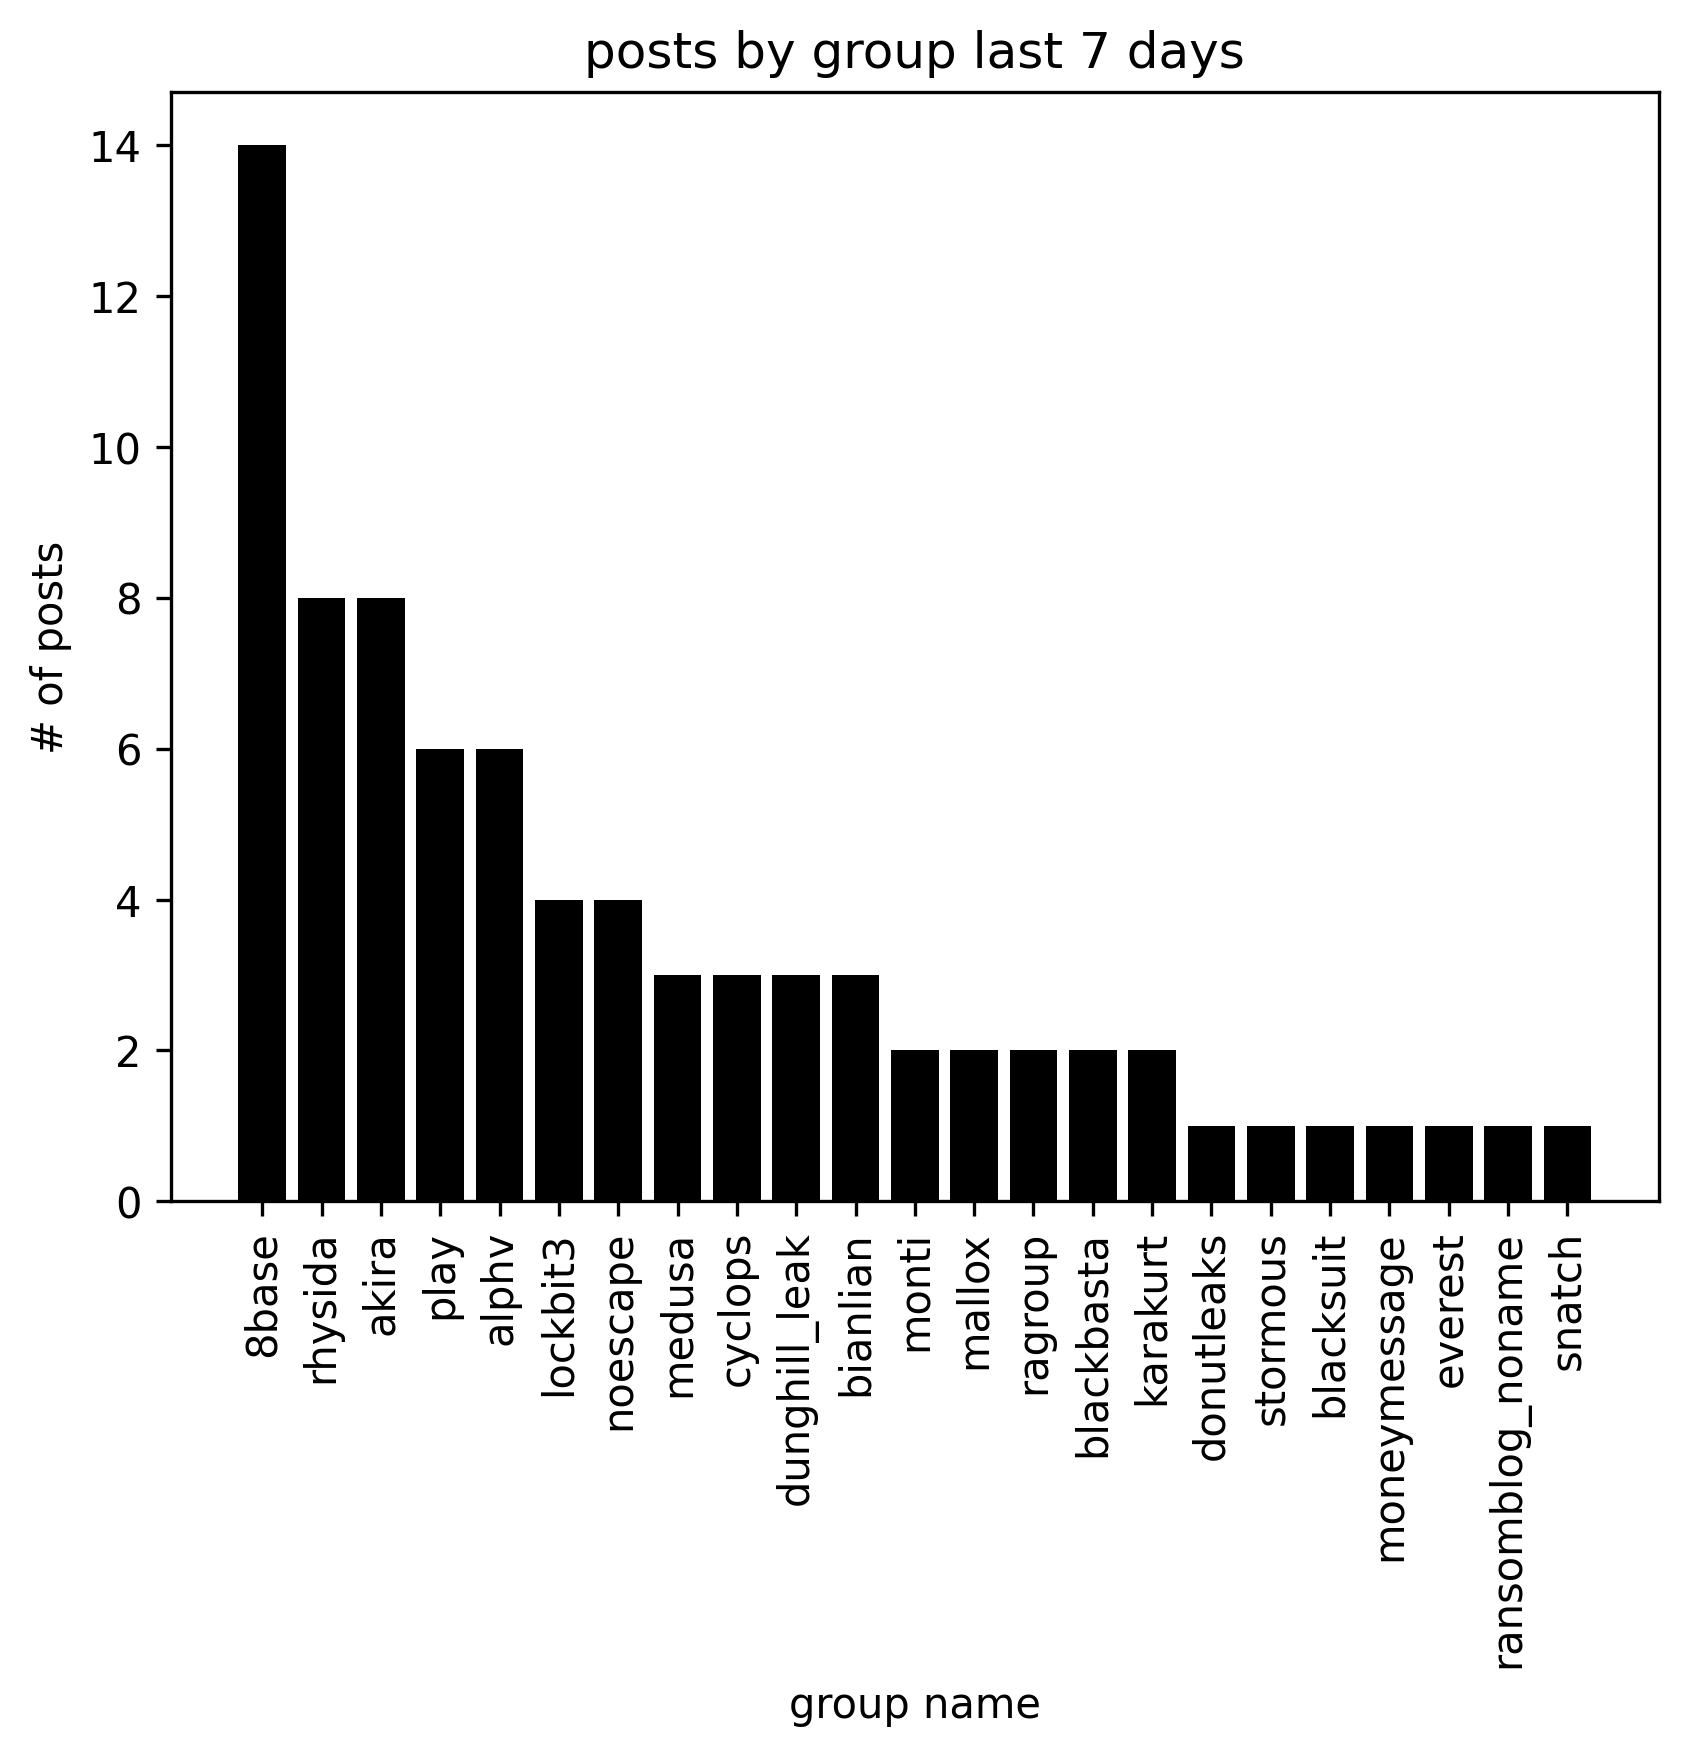 posts by group last 7 days
14
12
10
8
6
4
2
0
# of posts
8base
rhysida
akira
play
alphv
lockbit3
noescape
medusa
cyclops
dunghill_leak
bianlian
monti
mallox
ragroup
blackbasta
karakurt
donutleaks
stormous
blacksuit
moneymessage
everest
ransomblog_noname
snatch
group name